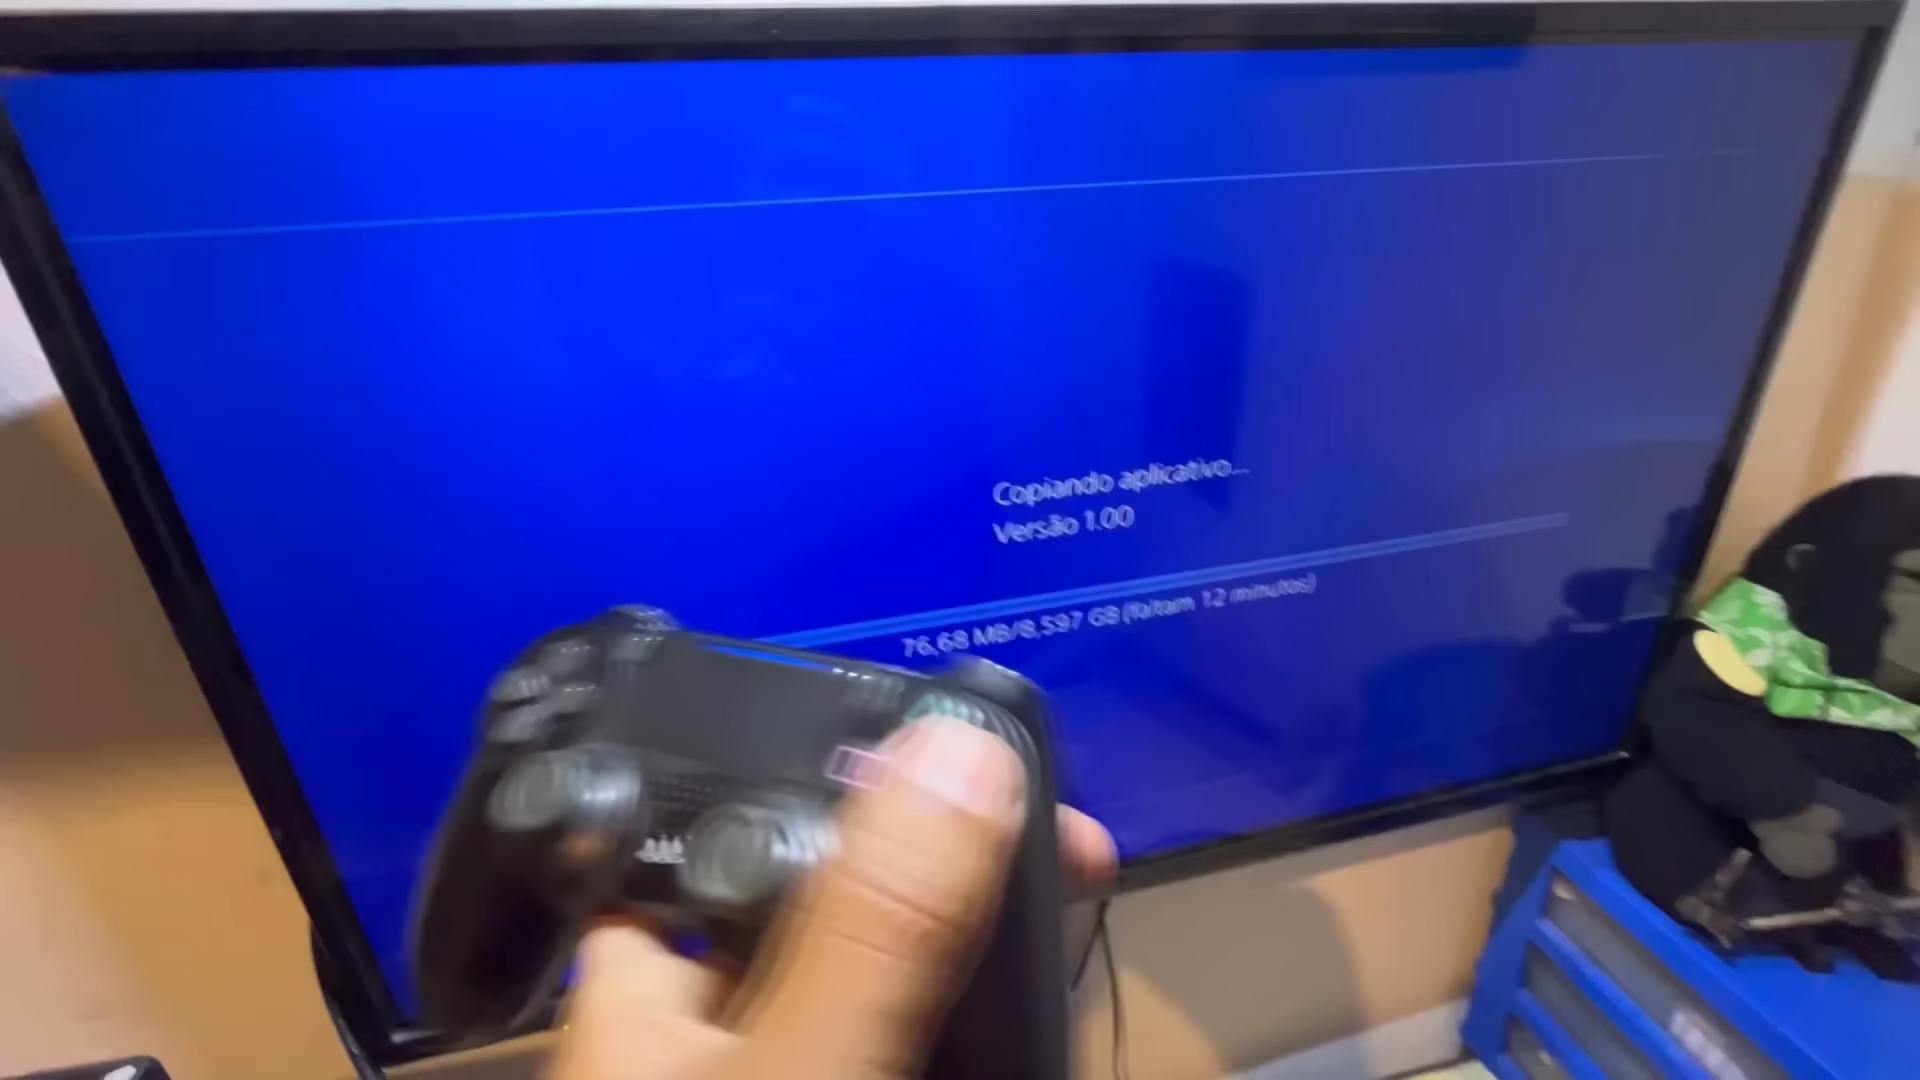 Copiando aplicativo...
Versão 1.00
76,68 MB/8,597 GB (faltam 12 minutos)